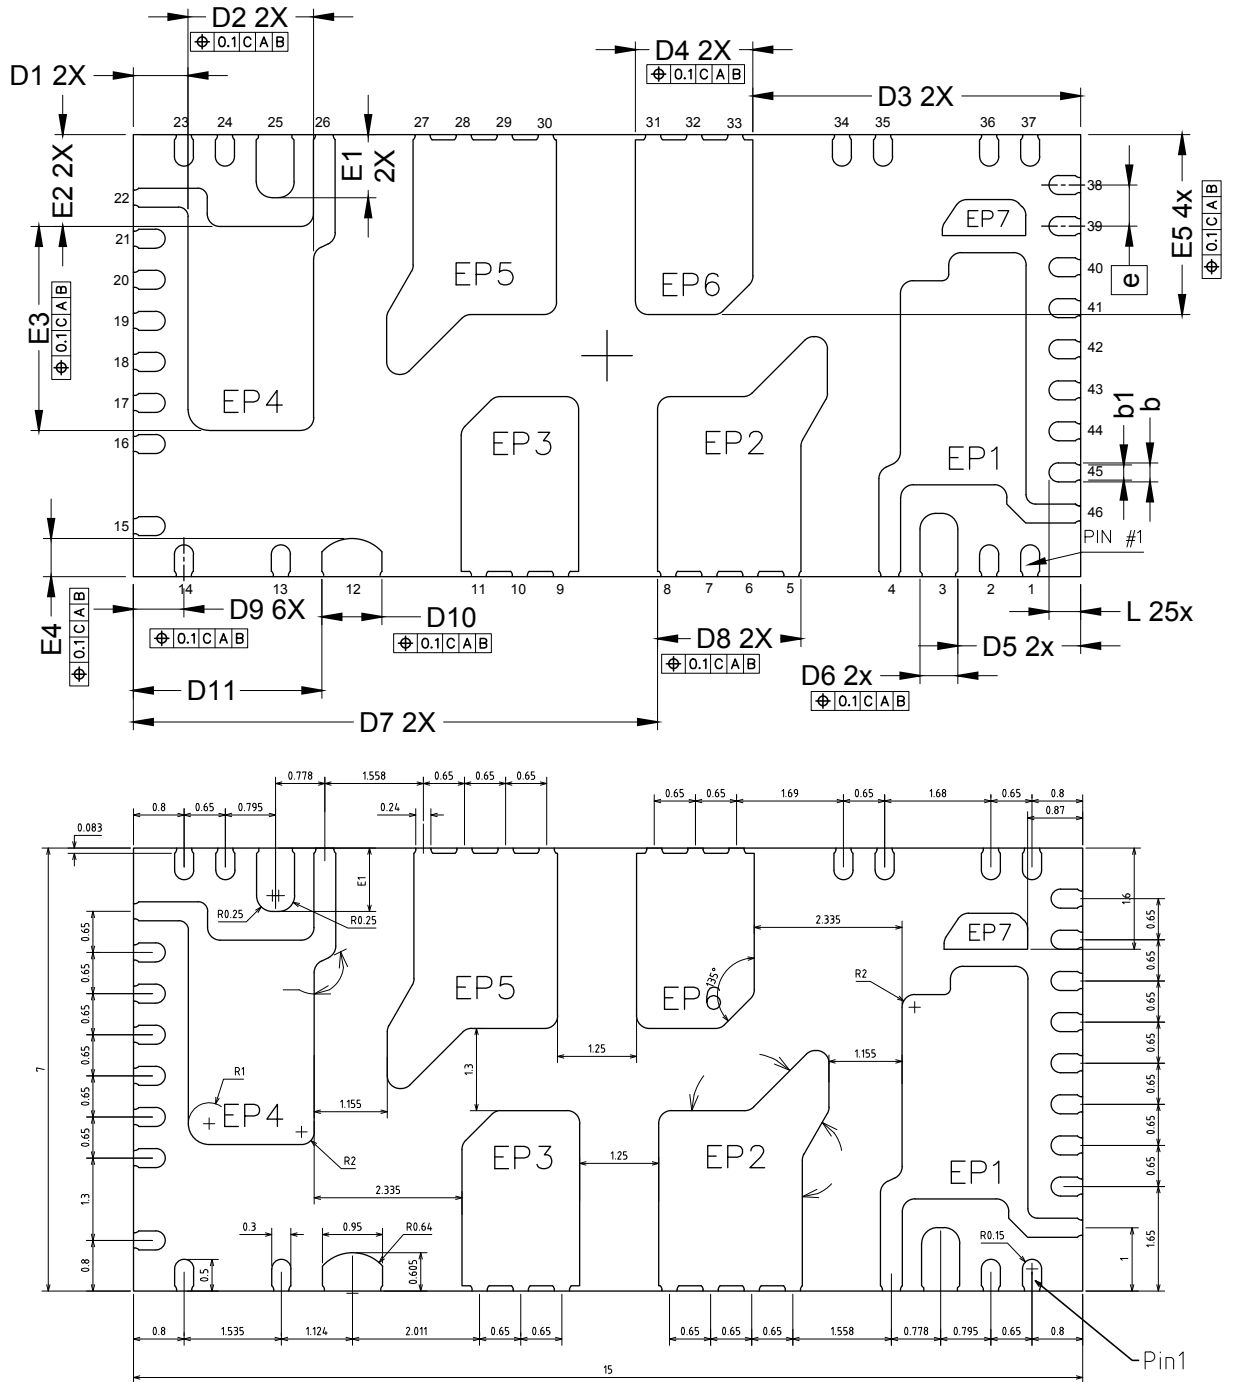 D2 2X
⌖ 0.1 C A B
D4 2X
⌖ 0.1 C A B
D1 2X
D3 2X
23 24 25 26 27 28 29 30 31 32 33 34 35 36 37
E2 2X
E1 2X
E5 4x
⌖ 0.1 C A B
22
38
21
39
EP7
e
20
40
EP5
EP6
E3
⌖ 0.1 C A B
19
41
18
42
17
43
EP4
b1
b
16
44
EP3
EP2
EP1
45
15
46
PIN #1
E4
⌖ 0.1 C A B
14 13 12 11 10 9 8 7 6 5 4 3 2 1
D9 6X
⌖ 0.1 C A B
D10
⌖ 0.1 C A B
D8 2X
⌖ 0.1 C A B
L 25x
D5 2x
D6 2x
⌖ 0.1 C A B
D11
D7 2X
0.778 1.558 0.65 0.65 0.65
0.8 0.65 0.795 0.24
0.65 0.65 1.69 0.65 1.68 0.65 0.8
0.87
0.083
E1
1.6
R0.25
R0.25
2.335
EP7
0.65
0.65
0.65
0.65
0.65
0.65
0.65
1.65
1
EP5
EP6
135°
R2
0.65
0.65
0.65
0.65
0.65
0.65
1.3
0.8
7
1.25
1.3
1.155
1.155
R1
EP4
R2
EP3
EP2
EP1
1.25
2.335
0.3
0.95
R0.64
R0.15
0.5
0.605
0.8 1.535 1.124 2.011 0.65 0.65
0.65 0.65 0.65 1.558 0.778 0.795 0.65 0.8
Pin1
15